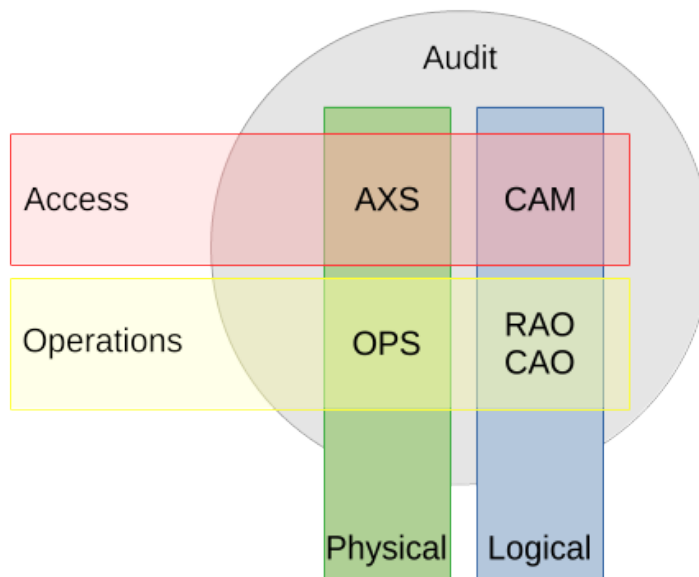 Audit
Access
AXS
CAM
Operations
OPS
RAO
CAO
Physical
Logical